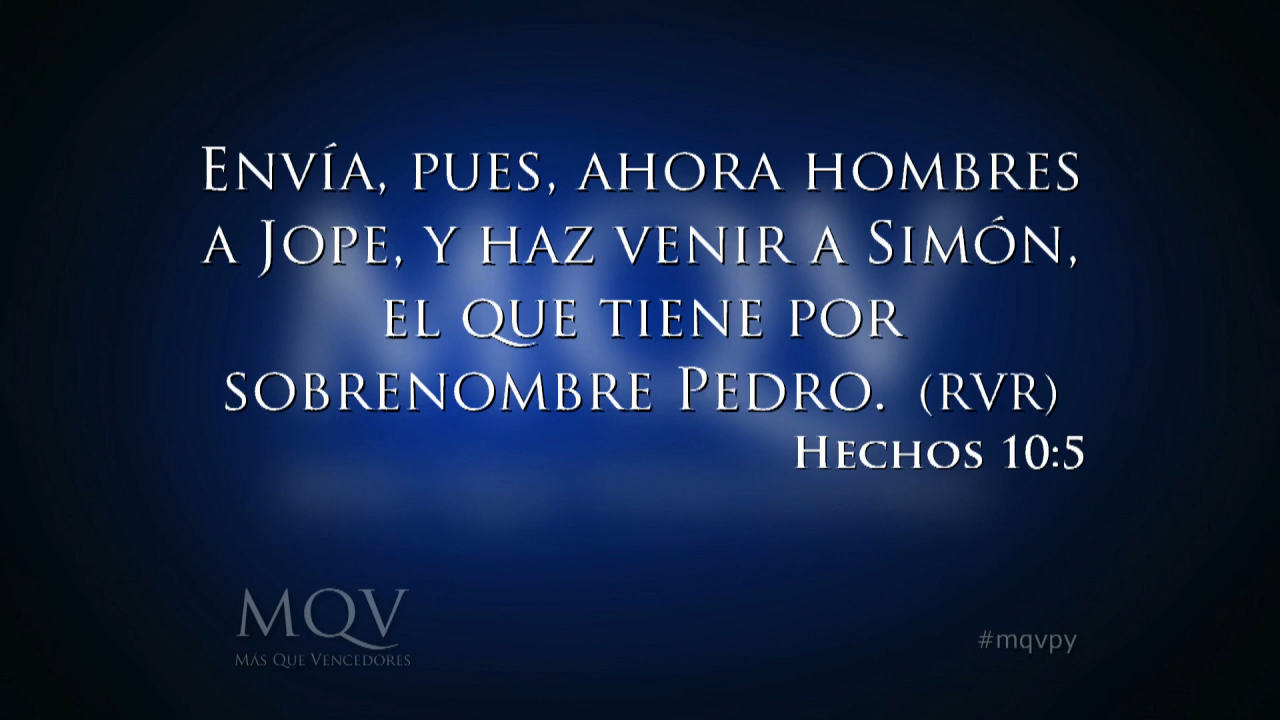 Envía, pues, ahora hombres
a Jope, y haz venir a Simón,
el que tiene por
sobrenombre Pedro. (RVR)
Hechos 10:5
MQV
Más Que Vencedores
#mqvpy